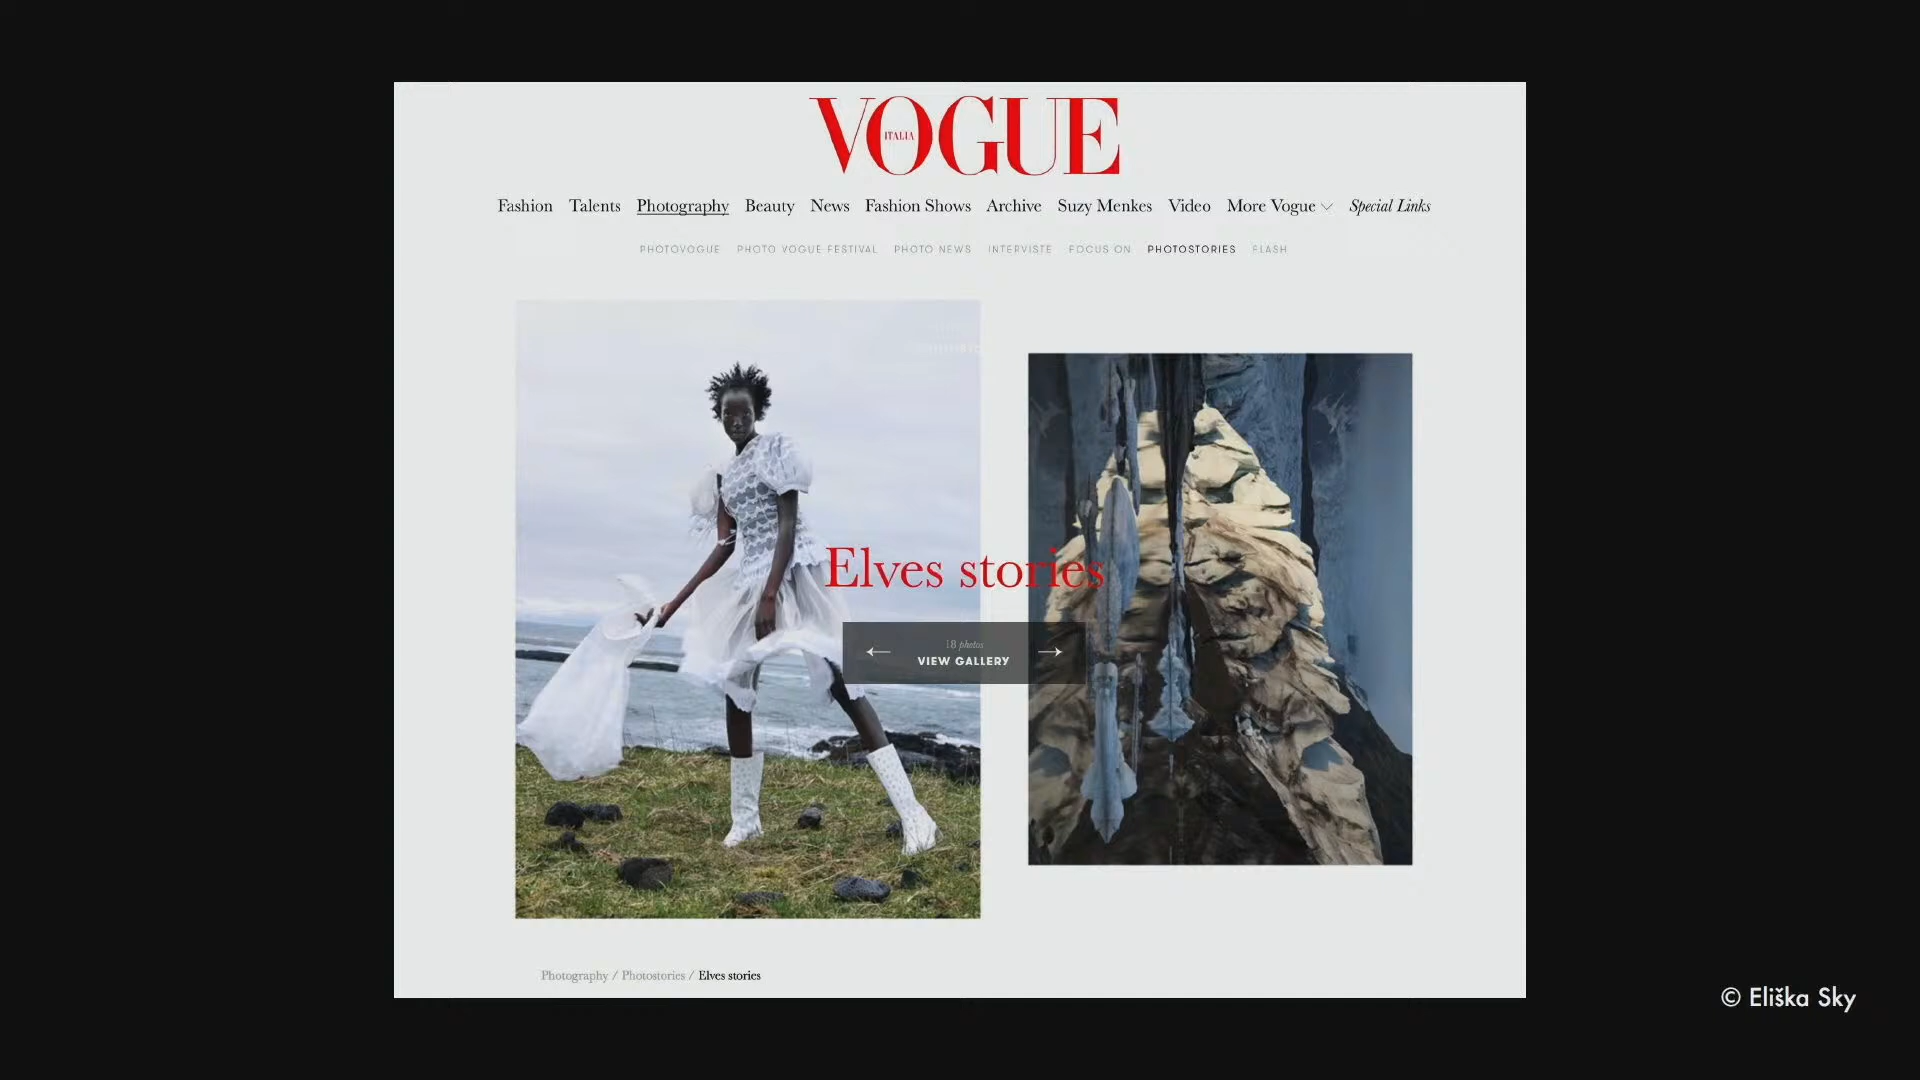 VOGUE
ITALIA
Fashion Talents Photography Beauty News Fashion Shows Archive Suzy Menkes Video More Vogue Special Links
PHOTOVOGUE PHOTO VOGUE FESTIVAL PHOTO NEWS INTERVISTE FOCUS ON PHOTOSTORIES FLASH
Elves stories
18 photos
VIEW GALLERY
Photography / Photostories / Elves stories
© Eliška Sky